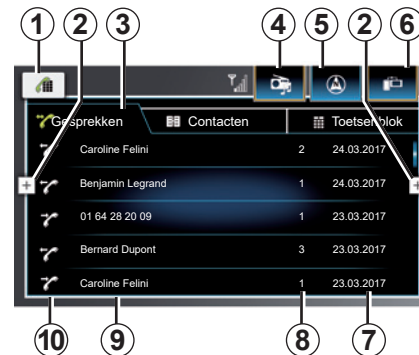 1 2 3 4 5 2 6
Gesprekken Contacten Toetsenblok
Caroline Felini 2 24.03.2017
Benjamin Legrand 1 24.03.2017
01 64 28 20 09 1 23.03.2017
Bernard Dupont 3 23.03.2017
Caroline Felini 1 23.03.2017
10 9 8 7